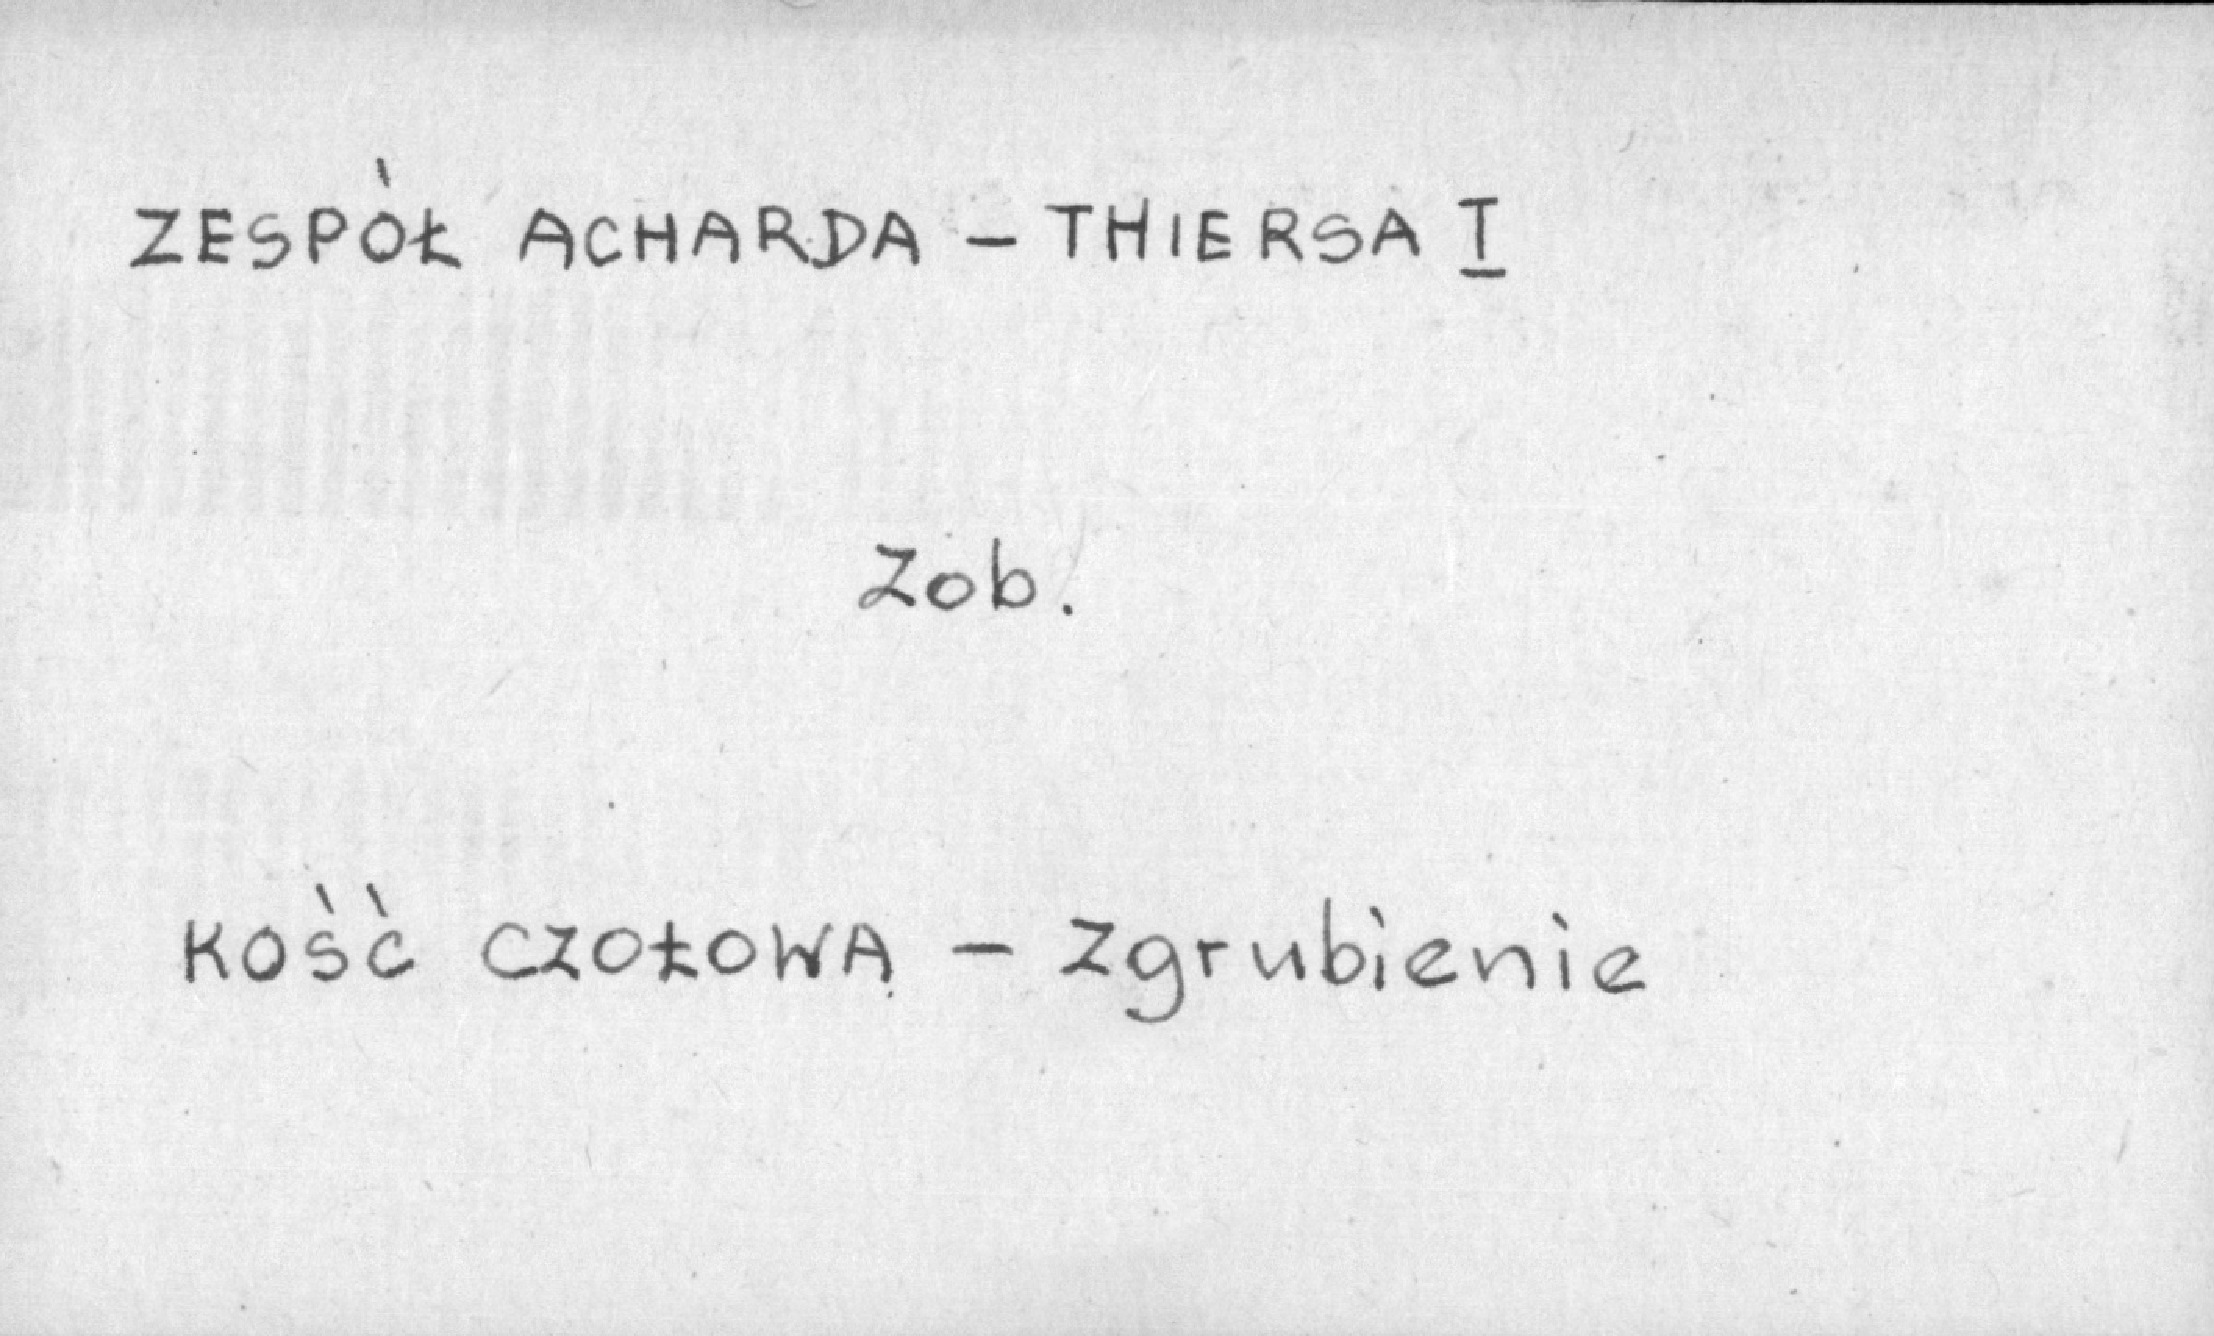 ZESPÓŁ ACHARDA - THIERSA I
Zob.
KOŚĆ CZOŁOWA - Zgrubienie